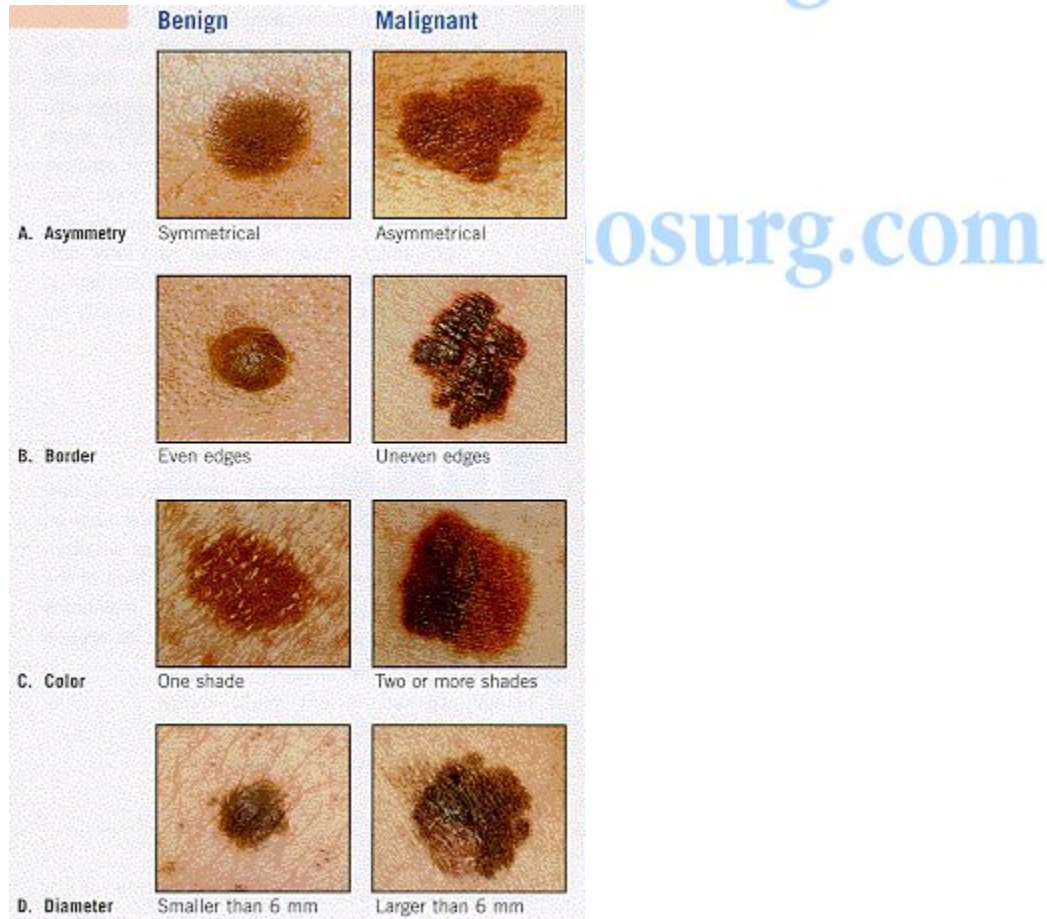 Benign Malignant
A. Asymmetry Symmetrical Asymmetrical
osurg.com
B. Border Even edges Uneven edges
C. Color One shade Two or more shades
D. Diameter Smaller than 6 mm Larger than 6 mm